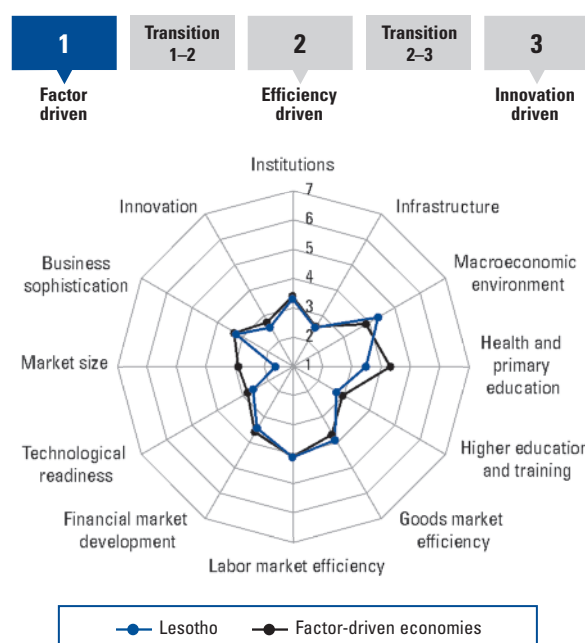 1
Transition
1–2
2
Transition
2–3
3
Factor
driven
Efficiency
driven
Innovation
driven
Institutions
7
Innovation
Infrastructure
6
5
Business
sophistication
Macroeconomic
environment
4
3
2
Market size
1
Health and
primary
education
Technological
readiness
Higher education
and training
Financial market
development
Goods market
efficiency
Labor market efficiency
Lesotho
Factor-driven economies